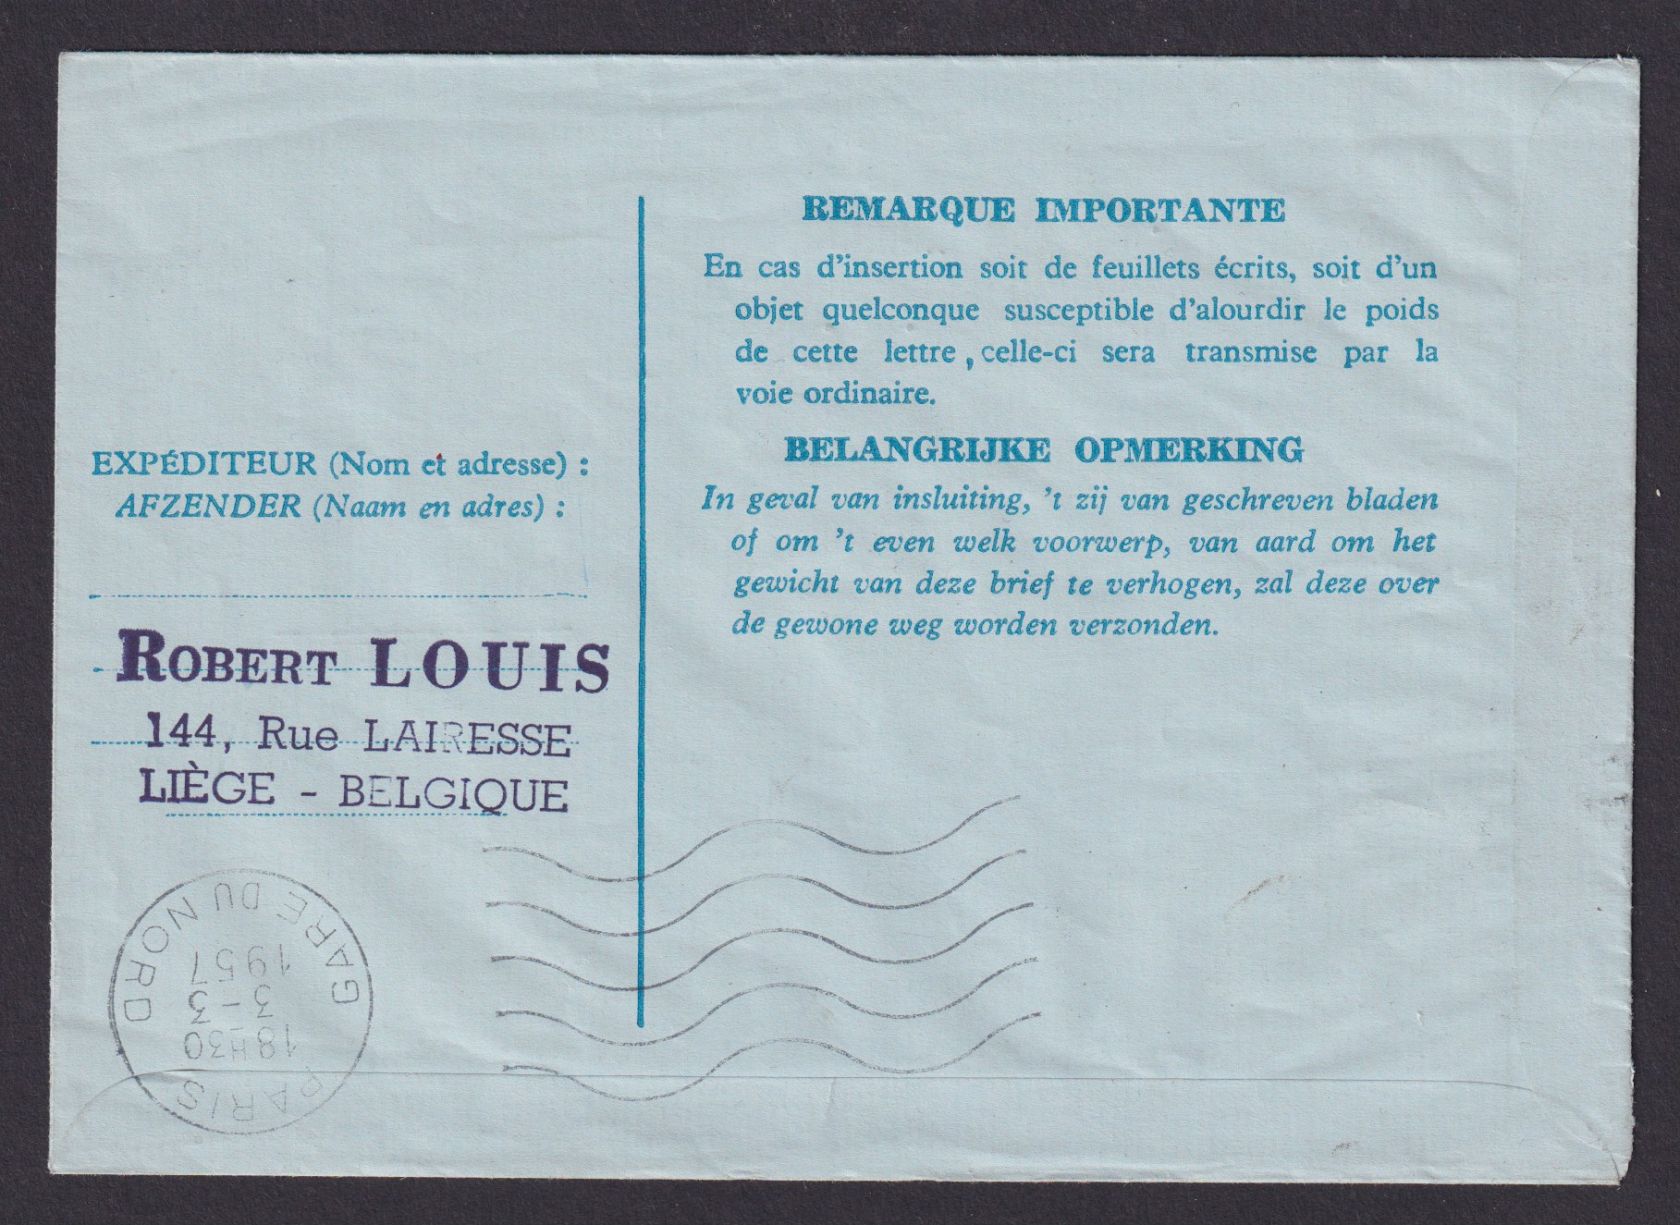 REMARQUE IMPORTANTE
En cas d'insertion soit de feuillets écrits, soit d'un
objet quelconque susceptible d'alourdir le poids
de cette lettre, celle-ci sera transmise par la
voie ordinaire.
BELANGRIJKE OPMERKING
In geval van insluiting, 't zij van geschreven bladen
of om 't even welk voorwerp, van aard om het
gewicht van deze brief te verhogen, zal deze over
de gewone weg worden verzonden.
EXPÉDITEUR (Nom et adresse) :
AFZENDER (Naam en adres) :
ROBERT LOUIS
144, Rue LAIRESSE
LIÈGE - BELGIQUE
PARIS
18H30
3-3
1957
GARE DU NORD